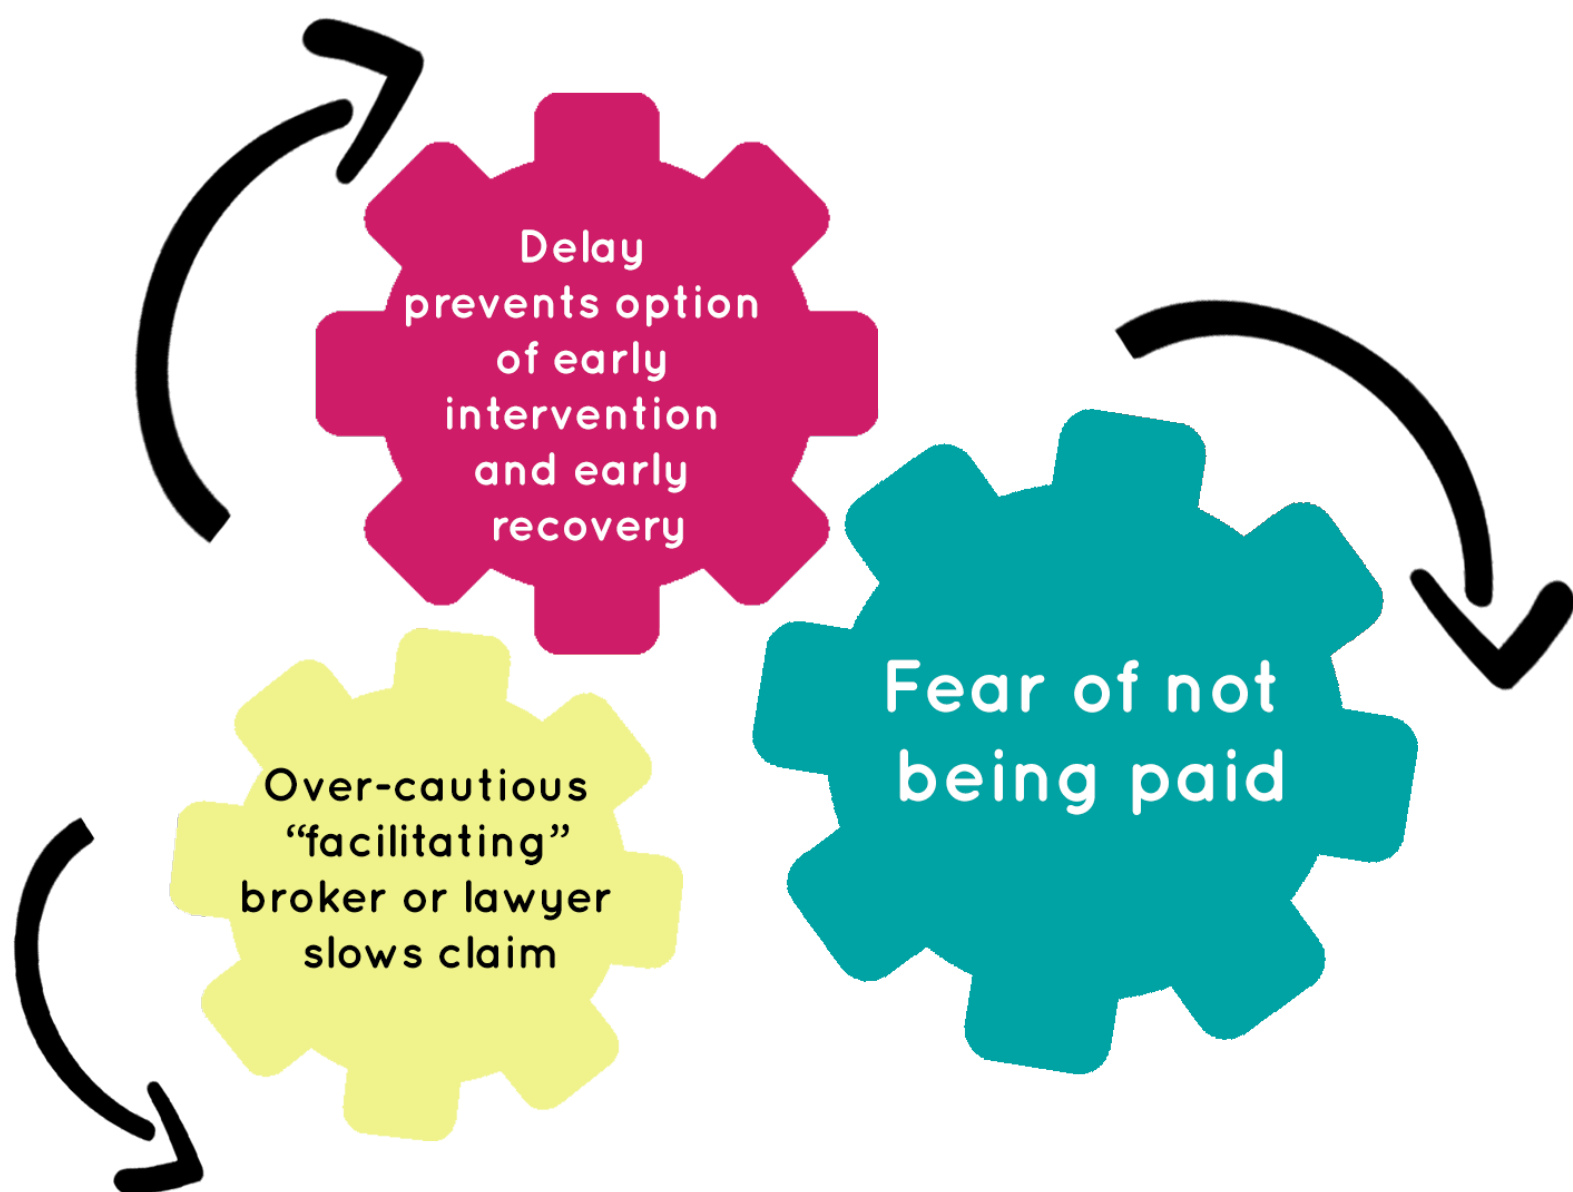 Delay
prevents option
of early
intervention
and early
recovery
Fear of not
being paid
Over-cautious
“facilitating”
broker or lawyer
slows claim